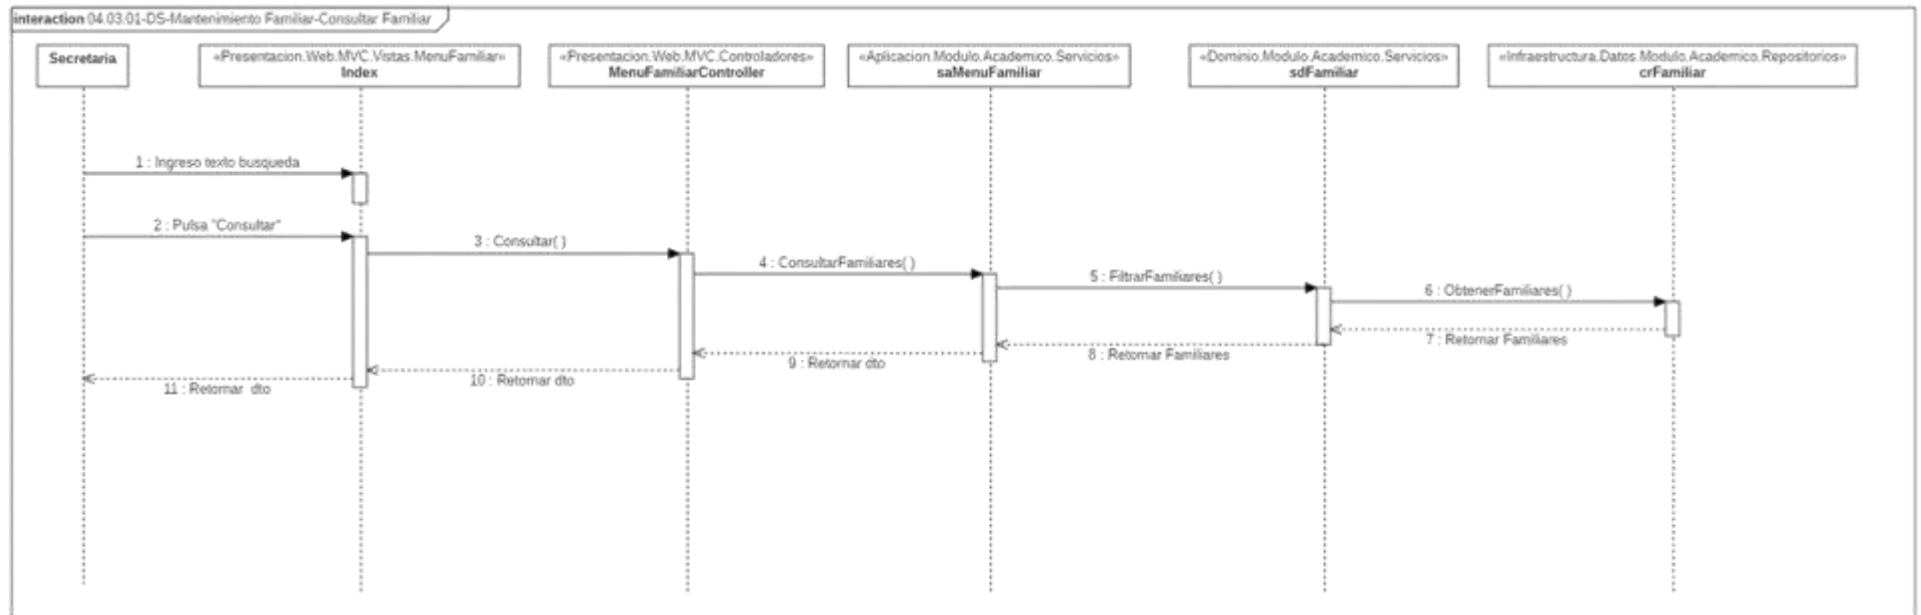 interaction 04.03.01-DS-Mantenimiento Familiar-Consultar Familiar
Secretaria
«Presentacion.Web.MVC.Vistas.MenuFamiliar»
Index
«Presentacion.Web.MVC.Controladores»
MenuFamiliarController
«Aplicacion.Modulo.Academico.Servicios»
saMenuFamiliar
«Dominio.Modulo.Academico.Servicios»
sdFamiliar
«Infraestructura.Datos.Modulo.Academico.Repositorios»
crFamiliar
1 : Ingreso texto busqueda
2 : Pulsa "Consultar"
3 : Consultar( )
4 : ConsultarFamiliares( )
5 : FiltrarFamiliares( )
6 : ObtenerFamiliares( )
7 : Retornar Familiares
8 : Retornar Familiares
9 : Retornar dto
10 : Retornar dto
11 : Retornar dto